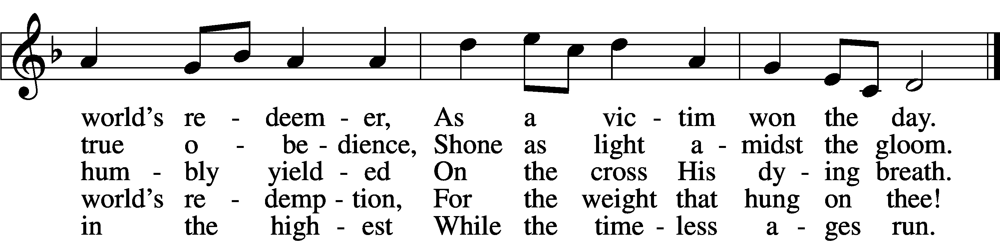 world’s re - deem - er, As a vic - tim won the day.
true o - be - dience, Shone as light a - midst the gloom.
hum - bly yield - ed On the cross His dy - ing breath.
world’s re - demp - tion, For the weight that hung on thee!
in the high - est While the time - less a - ges run.